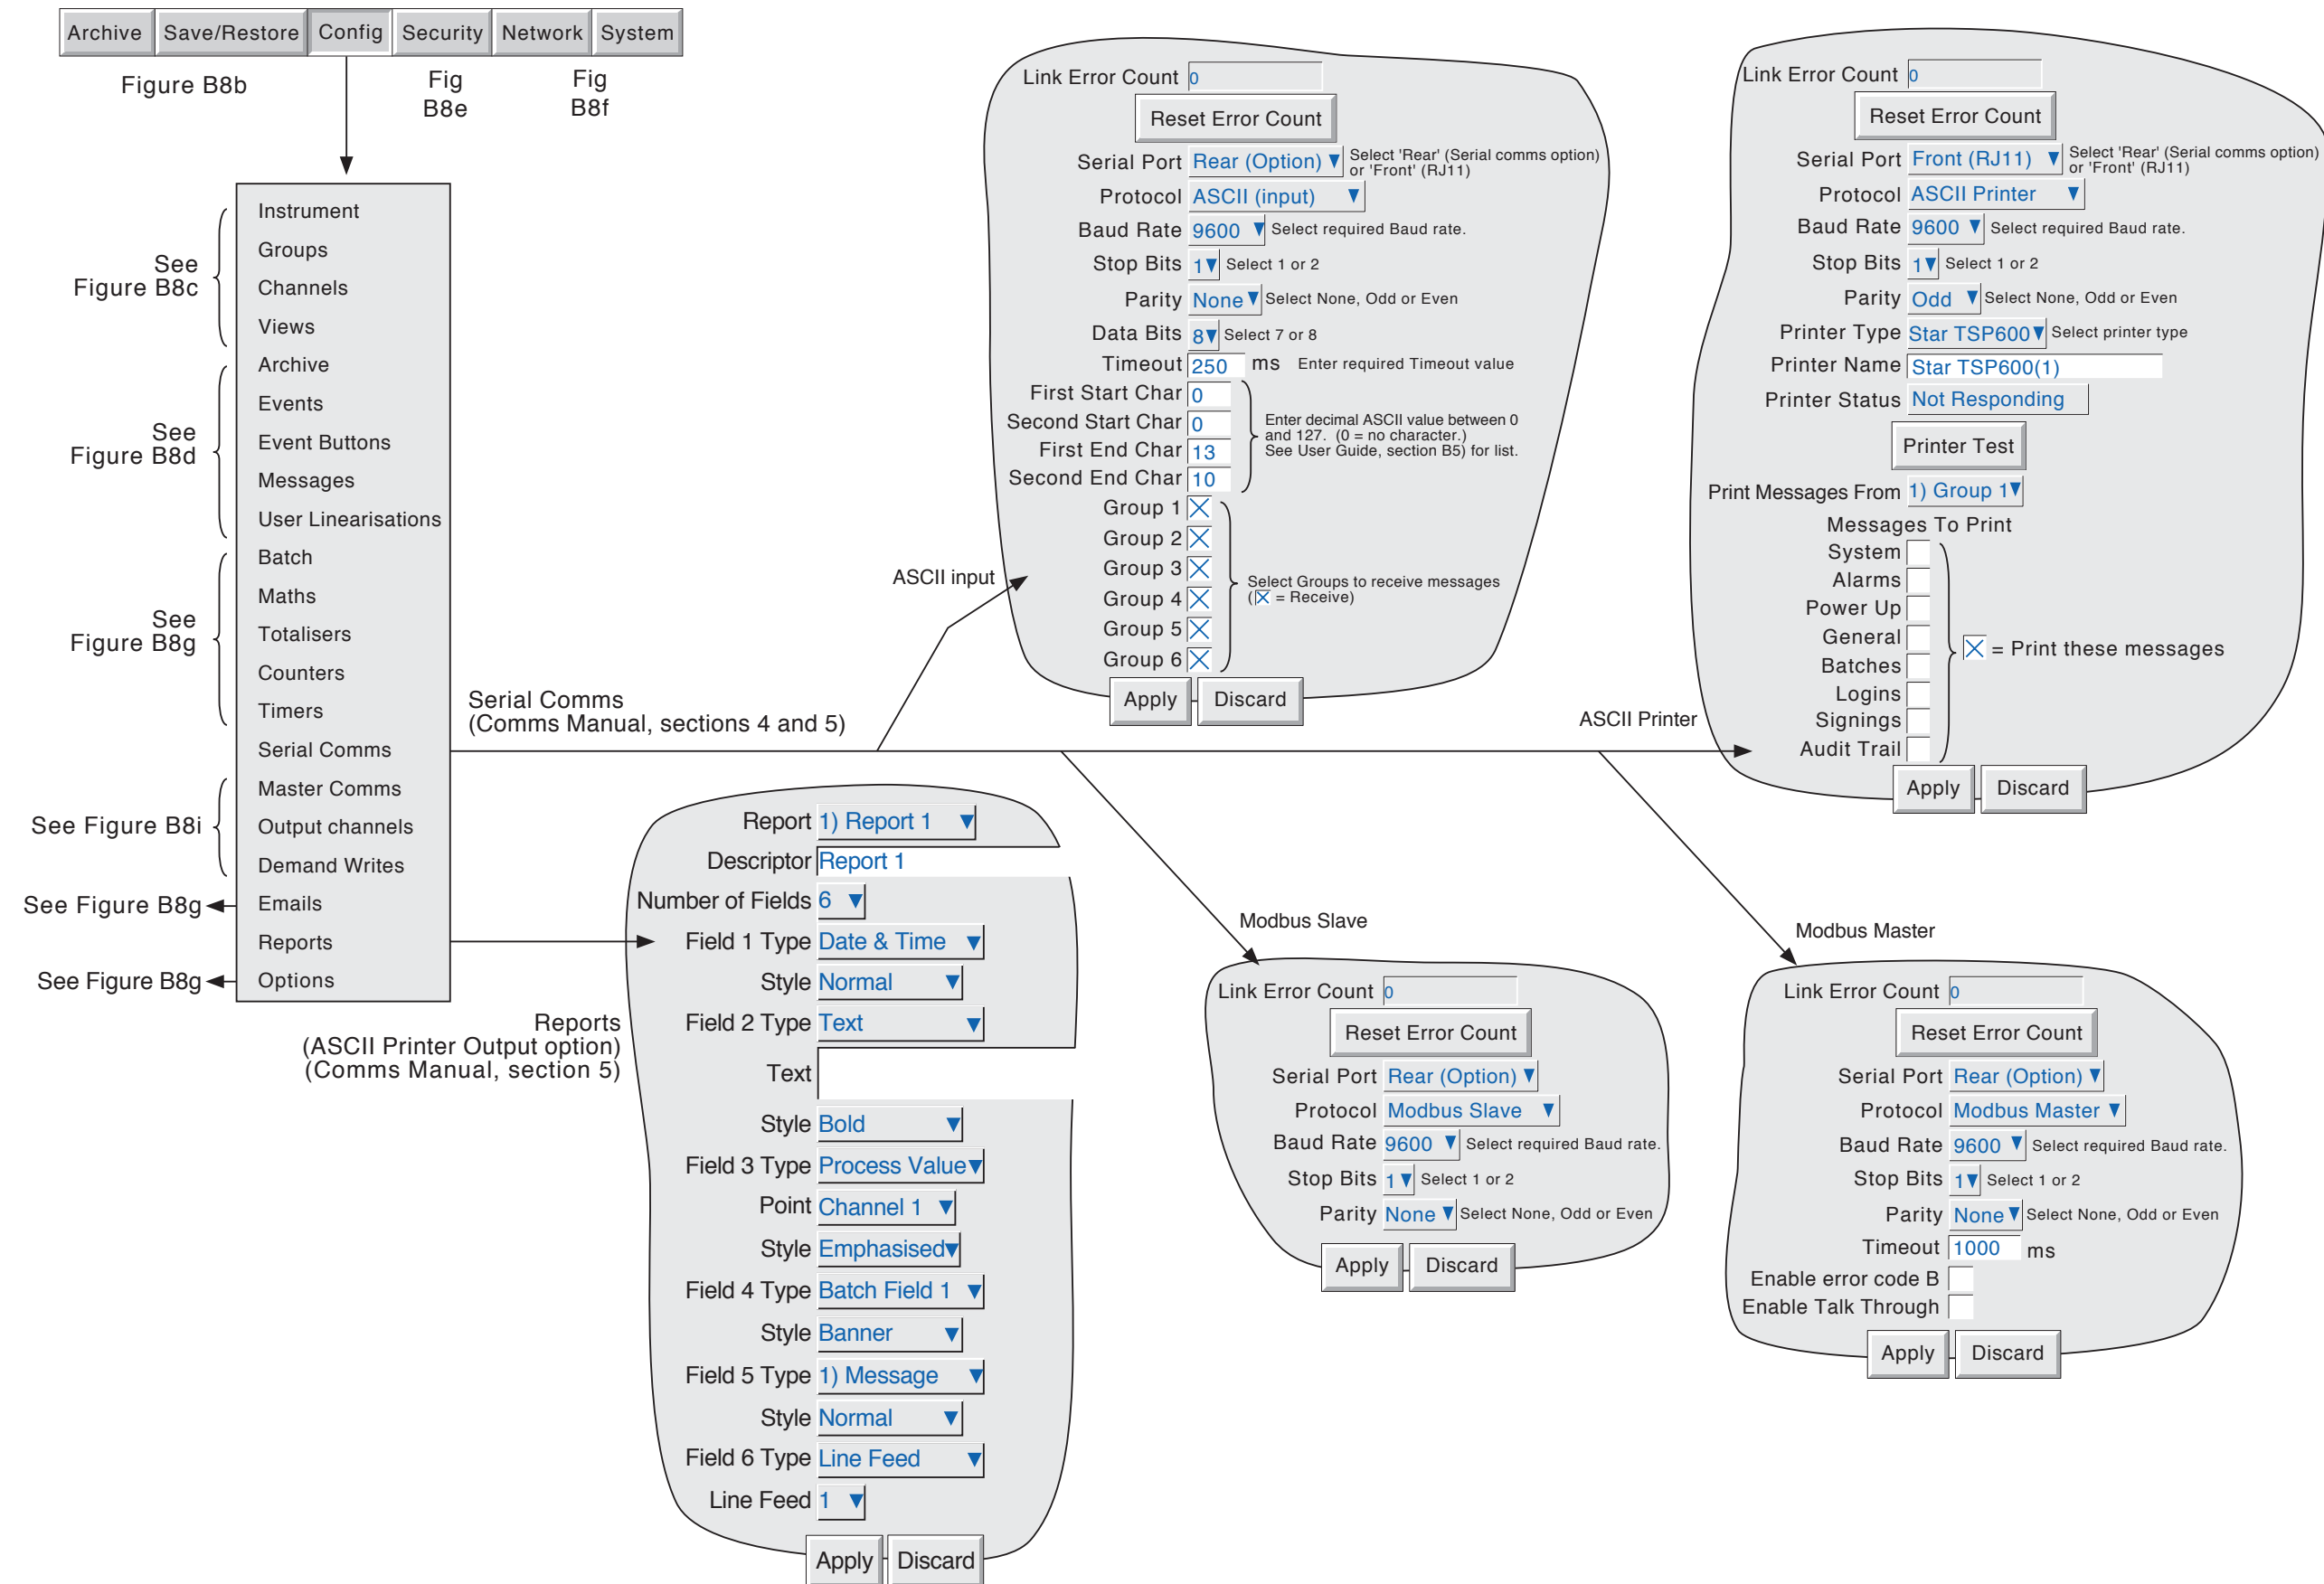 Archive Save/Restore Config Security Network System
Figure B8b
Fig
B8e
Fig
B8f
See
Figure B8c
See
Figure B8d
See
Figure B8g
See Figure B8i
See Figure B8g
See Figure B8g
Instrument
Groups
Channels
Views
Archive
Events
Event Buttons
Messages
User Linearisations
Batch
Maths
Totalisers
Counters
Timers
Serial Comms
Master Comms
Output channels
Demand Writes
Emails
Reports
Options
Serial Comms
(Comms Manual, sections 4 and 5)
Reports
(ASCII Printer Output option)
(Comms Manual, section 5)
ASCII input
Link Error Count 0
Reset Error Count
Serial Port Rear (Option) Select 'Rear' (Serial comms option)
or 'Front' (RJ11)
Protocol ASCII (input)
Baud Rate 9600 Select required Baud rate.
Stop Bits 1 Select 1 or 2
Parity None Select None, Odd or Even
Data Bits 8 Select 7 or 8
Timeout 250 ms Enter required Timeout value
First Start Char 0
Second Start Char 0
First End Char 13
Second End Char 10
Enter decimal ASCII value between 0
and 127. (0 = no character.)
See User Guide, section B5) for list.
Group 1
Group 2
Group 3
Group 4
Group 5
Group 6
Select Groups to receive messages
( = Receive)
Apply Discard
ASCII Printer
Link Error Count 0
Reset Error Count
Serial Port Front (RJ11) Select 'Rear' (Serial comms option)
or 'Front' (RJ11)
Protocol ASCII Printer
Baud Rate 9600 Select required Baud rate.
Stop Bits 1 Select 1 or 2
Parity Odd Select None, Odd or Even
Printer Type Star TSP600 Select printer type
Printer Name Star TSP600(1)
Printer Status Not Responding
Printer Test
Print Messages From 1) Group 1
Messages To Print
System
Alarms
Power Up
General
Batches
Logins
Signings
Audit Trail
= Print these messages
Apply Discard
Report 1) Report 1
Descriptor Report 1
Number of Fields 6
Field 1 Type Date & Time
Style Normal
Field 2 Type Text
Text
Style Bold
Field 3 Type Process Value
Point Channel 1
Style Emphasised
Field 4 Type Batch Field 1
Style Banner
Field 5 Type 1) Message
Style Normal
Field 6 Type Line Feed
Line Feed 1
Apply Discard
Modbus Slave
Link Error Count 0
Reset Error Count
Serial Port Rear (Option)
Protocol Modbus Slave
Baud Rate 9600 Select required Baud rate.
Stop Bits 1 Select 1 or 2
Parity None Select None, Odd or Even
Apply Discard
Modbus Master
Link Error Count 0
Reset Error Count
Serial Port Rear (Option)
Protocol Modbus Master
Baud Rate 9600 Select required Baud rate.
Stop Bits 1 Select 1 or 2
Parity None Select None, Odd or Even
Timeout 1000 ms
Enable error code B
Enable Talk Through
Apply Discard